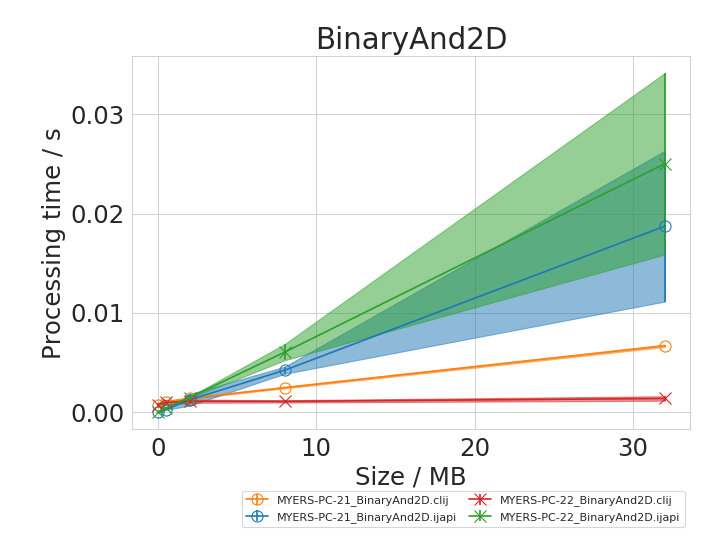 BinaryAnd2D
Processing time / s
0.03
0.02
0.01
0.00
0 10 20 30
Size / MB
MYERS-PC-21_BinaryAnd2D.clij MYERS-PC-22_BinaryAnd2D.clij
MYERS-PC-21_BinaryAnd2D.ijapi MYERS-PC-22_BinaryAnd2D.ijapi